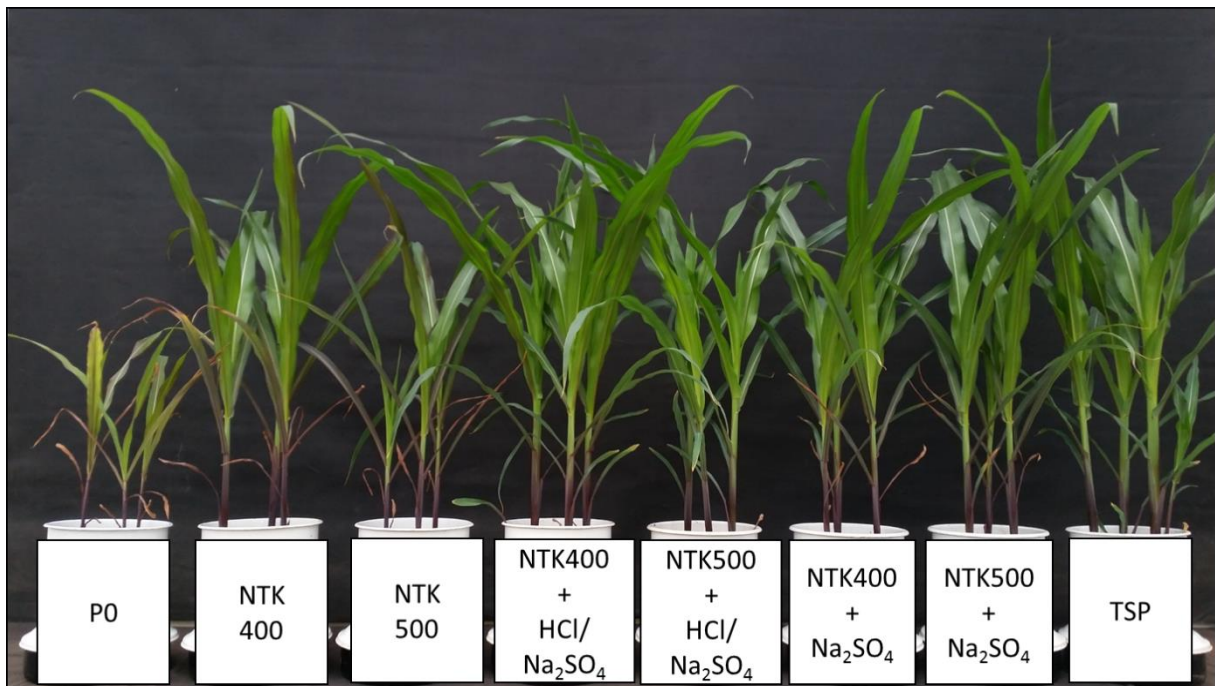 P0
NTK
400
NTK
500
NTK400
+
HCl/
Na₂SO₄
NTK500
+
HCl/
Na₂SO₄
NTK400
+
Na₂SO₄
NTK500
+
Na₂SO₄
TSP